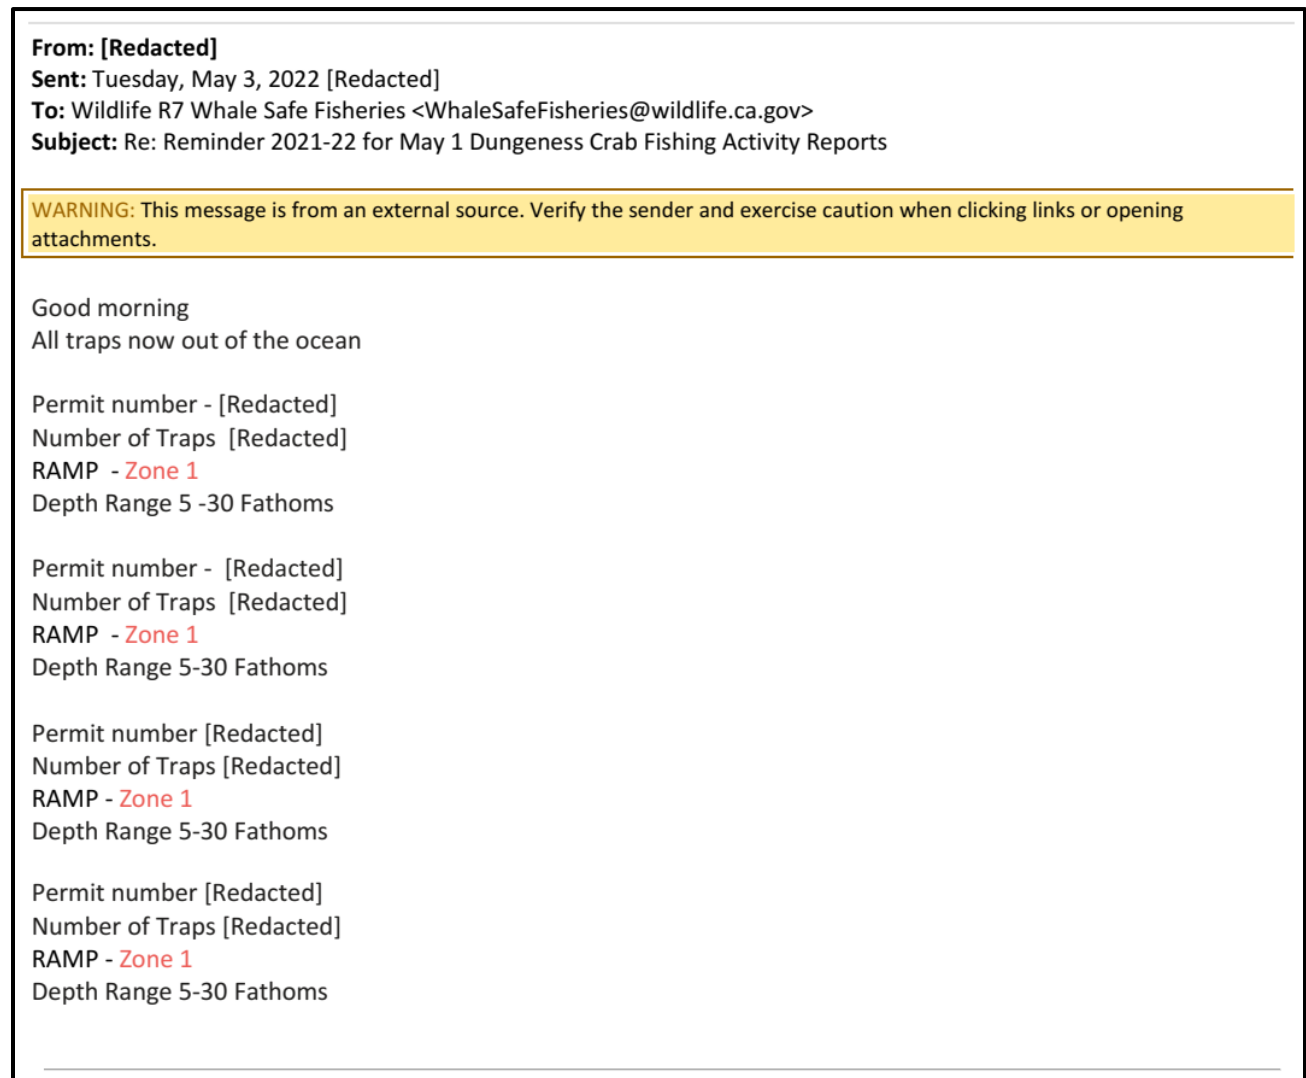 From: [Redacted]
Sent: Tuesday, May 3, 2022 [Redacted]
To: Wildlife R7 Whale Safe Fisheries <WhaleSafeFisheries@wildlife.ca.gov>
Subject: Re: Reminder 2021-22 for May 1 Dungeness Crab Fishing Activity Reports
WARNING: This message is from an external source. Verify the sender and exercise caution when clicking links or opening
attachments.
Good morning
All traps now out of the ocean
Permit number - [Redacted]
Number of Traps  [Redacted]
RAMP  - Zone 1
Depth Range 5 -30 Fathoms
Permit number -  [Redacted]
Number of Traps  [Redacted]
RAMP  - Zone 1
Depth Range 5-30 Fathoms
Permit number [Redacted]
Number of Traps [Redacted]
RAMP - Zone 1
Depth Range 5-30 Fathoms
Permit number [Redacted]
Number of Traps [Redacted]
RAMP - Zone 1
Depth Range 5-30 Fathoms